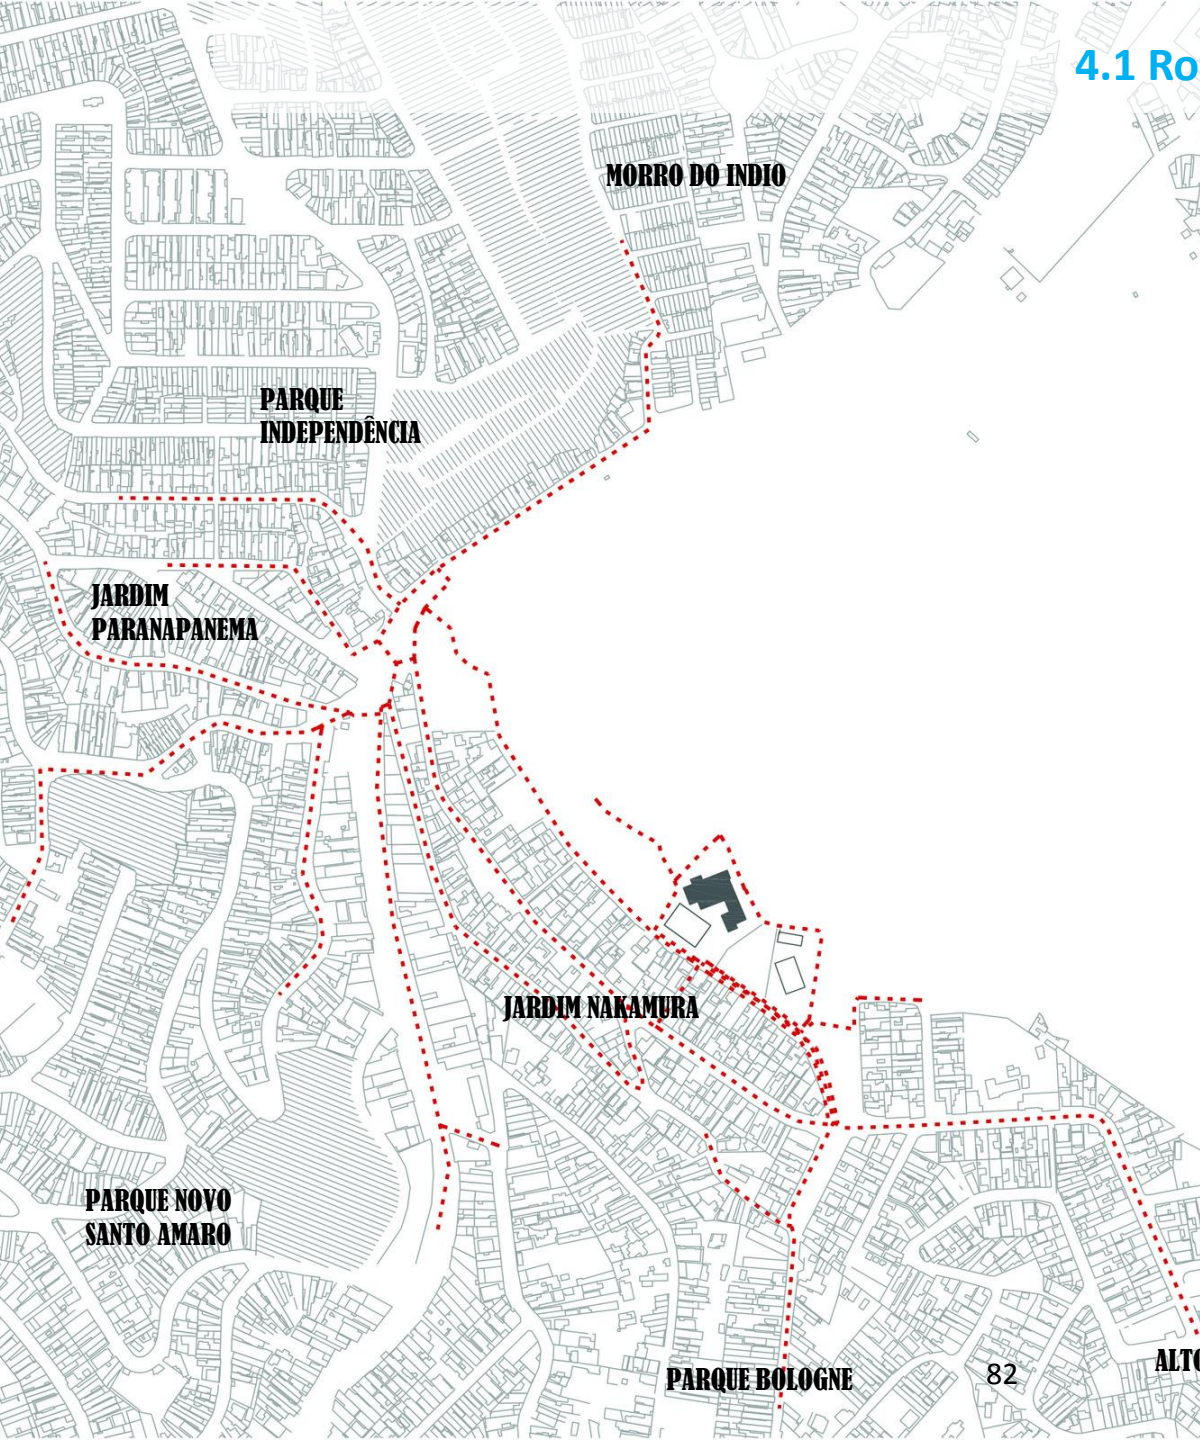 4.1 Ro
MORRO DO INDIO
PARQUE
INDEPENDÊNCIA
JARDIM
PARANAPANEMA
JARDIM NAKAMURA
PARQUE NOVO
SANTO AMARO
PARQUE BOLOGNE
82
ALTO